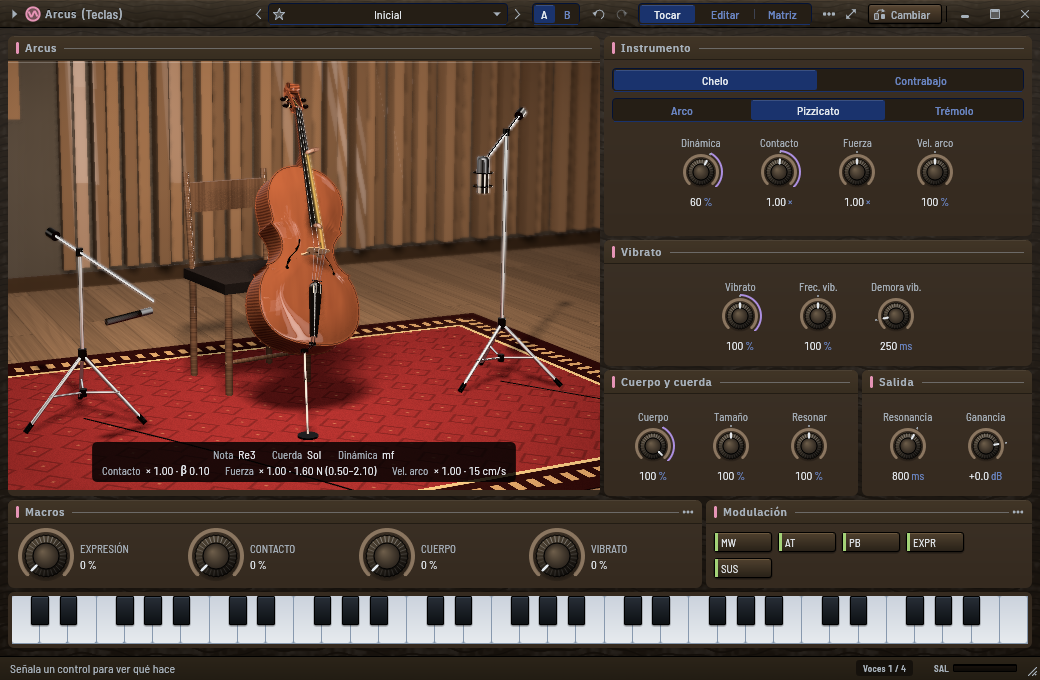 Arcus (Teclas)
Inicial
A B
Tocar Editar Matriz
Cambiar
Arcus
Instrumento
Chelo Contrabajo
Arco Pizzicato Trémolo
Dinámica Contacto Fuerza Vel. arco
60 % 1.00 × 1.00 × 100 %
Vibrato
Vibrato Frec. vib. Demora vib.
100 % 100 % 250 ms
Cuerpo y cuerda
Cuerpo Tamaño Resonar
100 % 100 % 100 %
Salida
Resonancia Ganancia
800 ms +0.0 dB
Nota Re3 Cuerda Sol Dinámica mf
Contacto × 1.00 · β 0.10 Fuerza × 1.00 · 1.60 N (0.50–2.10) Vel. arco × 1.00 · 15 cm/s
Macros
EXPRESIÓN
0 %
CONTACTO
0 %
CUERPO
0 %
VIBRATO
0 %
Modulación
MW AT PB EXPR
SUS
Señala un control para ver qué hace
Voces 1 / 4
SAL